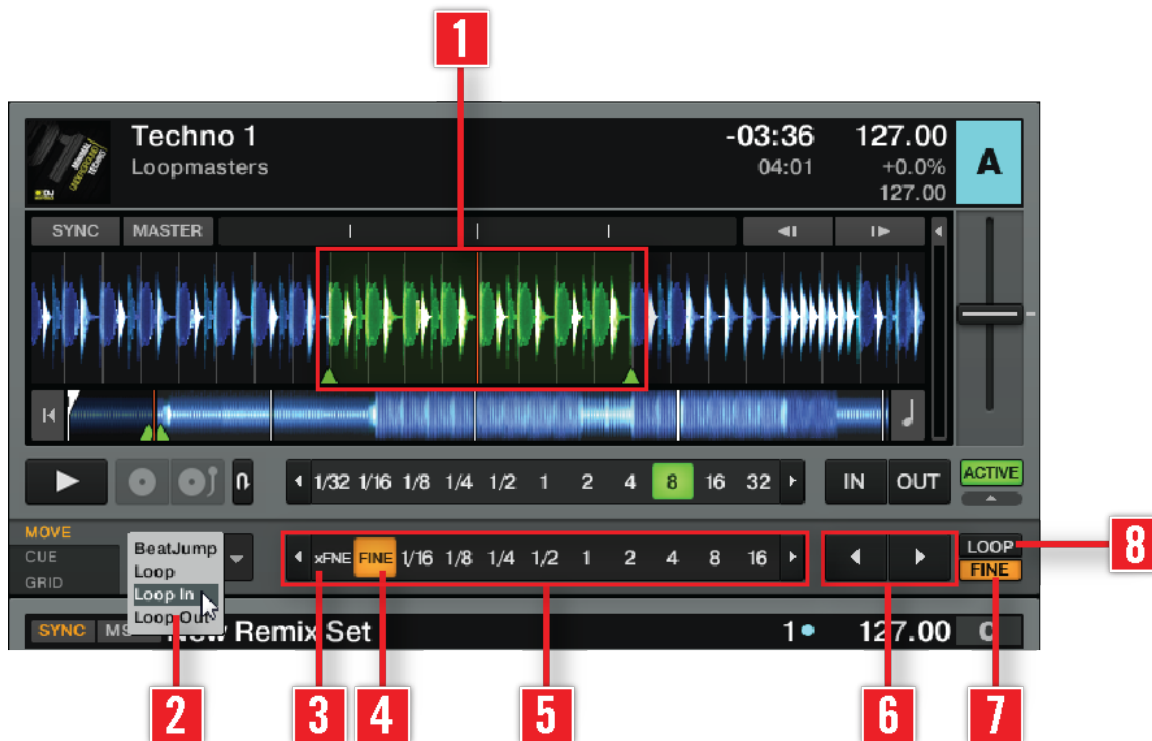 1
Techno 1 -03:36 127.00 A
Loopmasters 04:01 +0.0%
127.00
SYNC MASTER
1/32 1/16 1/8 1/4 1/2 1 2 4 8 16 32 IN OUT ACTIVE
MOVE
CUE
GRID
BeatJump
Loop
Loop In
Loop Out
xFNE FINE 1/16 1/8 1/4 1/2 1 2 4 8 16
LOOP
FINE
8
SYNC Remix Set 1 127.00
2 3 4 5 6 7